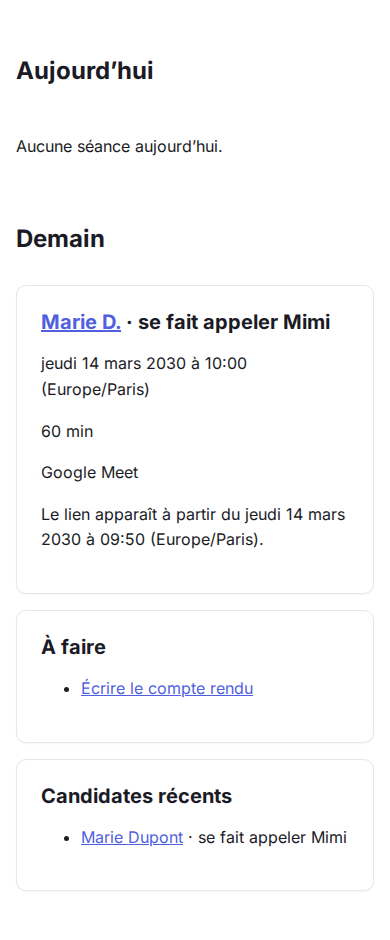 Aujourd’hui
Aucune séance aujourd’hui.
Demain
Marie D. · se fait appeler Mimi
jeudi 14 mars 2030 à 10:00
(Europe/Paris)
60 min
Google Meet
Le lien apparaît à partir du jeudi 14 mars
2030 à 09:50 (Europe/Paris).
À faire
Écrire le compte rendu
Candidates récents
Marie Dupont · se fait appeler Mimi